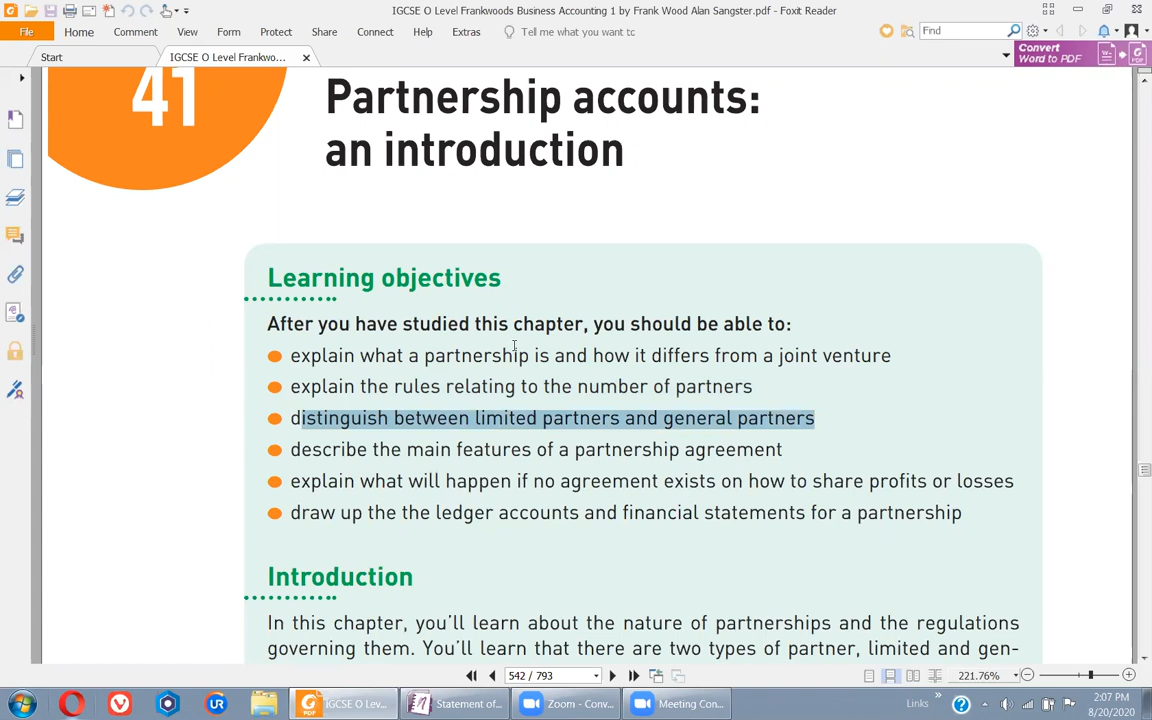 IGCSE O Level Frankwoods Business Accounting 1 by Frank Wood Alan Sangster.pdf - Foxit Reader
File Home Comment View Form Protect Share Connect Help Extras Tell me what you want tc Find
Start IGCSE O Level Frankwo... Convert
Word to PDF
41
Partnership accounts:
an introduction
Learning objectives
After you have studied this chapter, you should be able to:
explain what a partnership is and how it differs from a joint venture
explain the rules relating to the number of partners
distinguish between limited partners and general partners
describe the main features of a partnership agreement
explain what will happen if no agreement exists on how to share profits or losses
draw up the the ledger accounts and financial statements for a partnership
Introduction
In this chapter, you'll learn about the nature of partnerships and the regulations
governing them. You'll learn that there are two types of partner, limited and gen-
542 / 793 221.76%
IGCSE O Lev... Statement of... Zoom - Conv... Meeting Con... Links 2:07 PM
8/20/2020